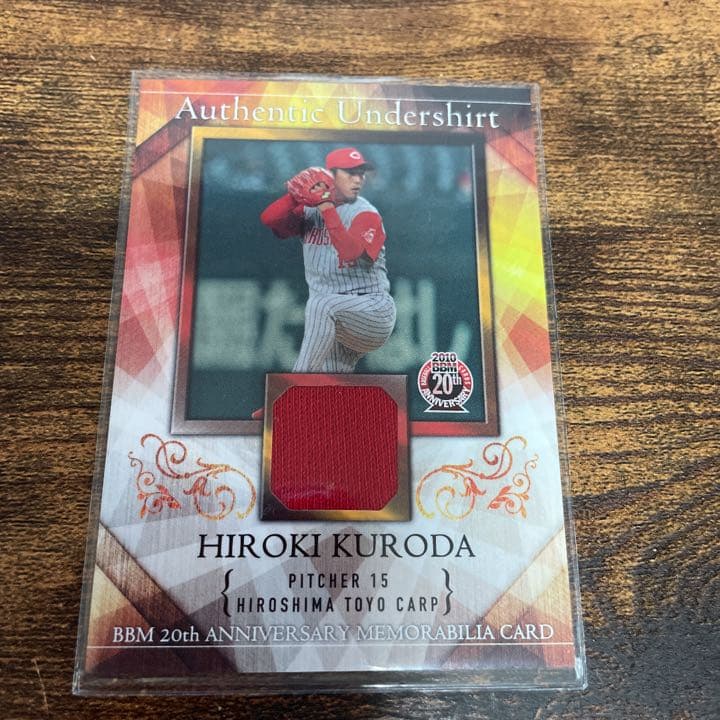 Authentic Undershirt
2010
BBM
20th
ANNIVERSARY
HIROKI KURODA
PITCHER 15
HIROSHIMA TOYO CARP
BBM 20th ANNIVERSARY MEMORABILIA CARD